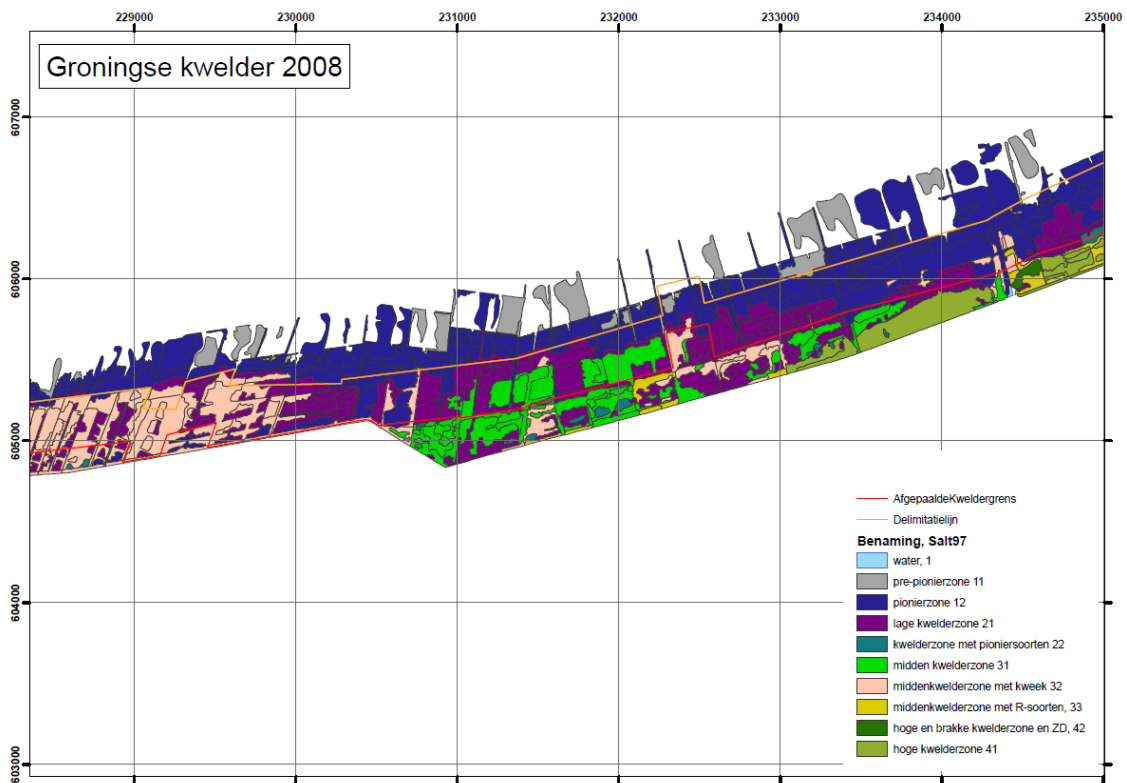 229000 230000 231000 232000 233000 234000 235000
Groningse kwelder 2008
607000
606000
605000
604000
603000
AfgepaaldeKweldergrens
Delimitatielijn
Benaming, Salt97
water, 1
pre-pionierzone 11
pionierzone 12
lage kwelderzone 21
kwelderzone met pioniersoorten 22
midden kwelderzone 31
middenkwelderzone met kweek 32
middenkwelderzone met R-soorten, 33
hoge en brakke kwelderzone en ZD, 42
hoge kwelderzone 41